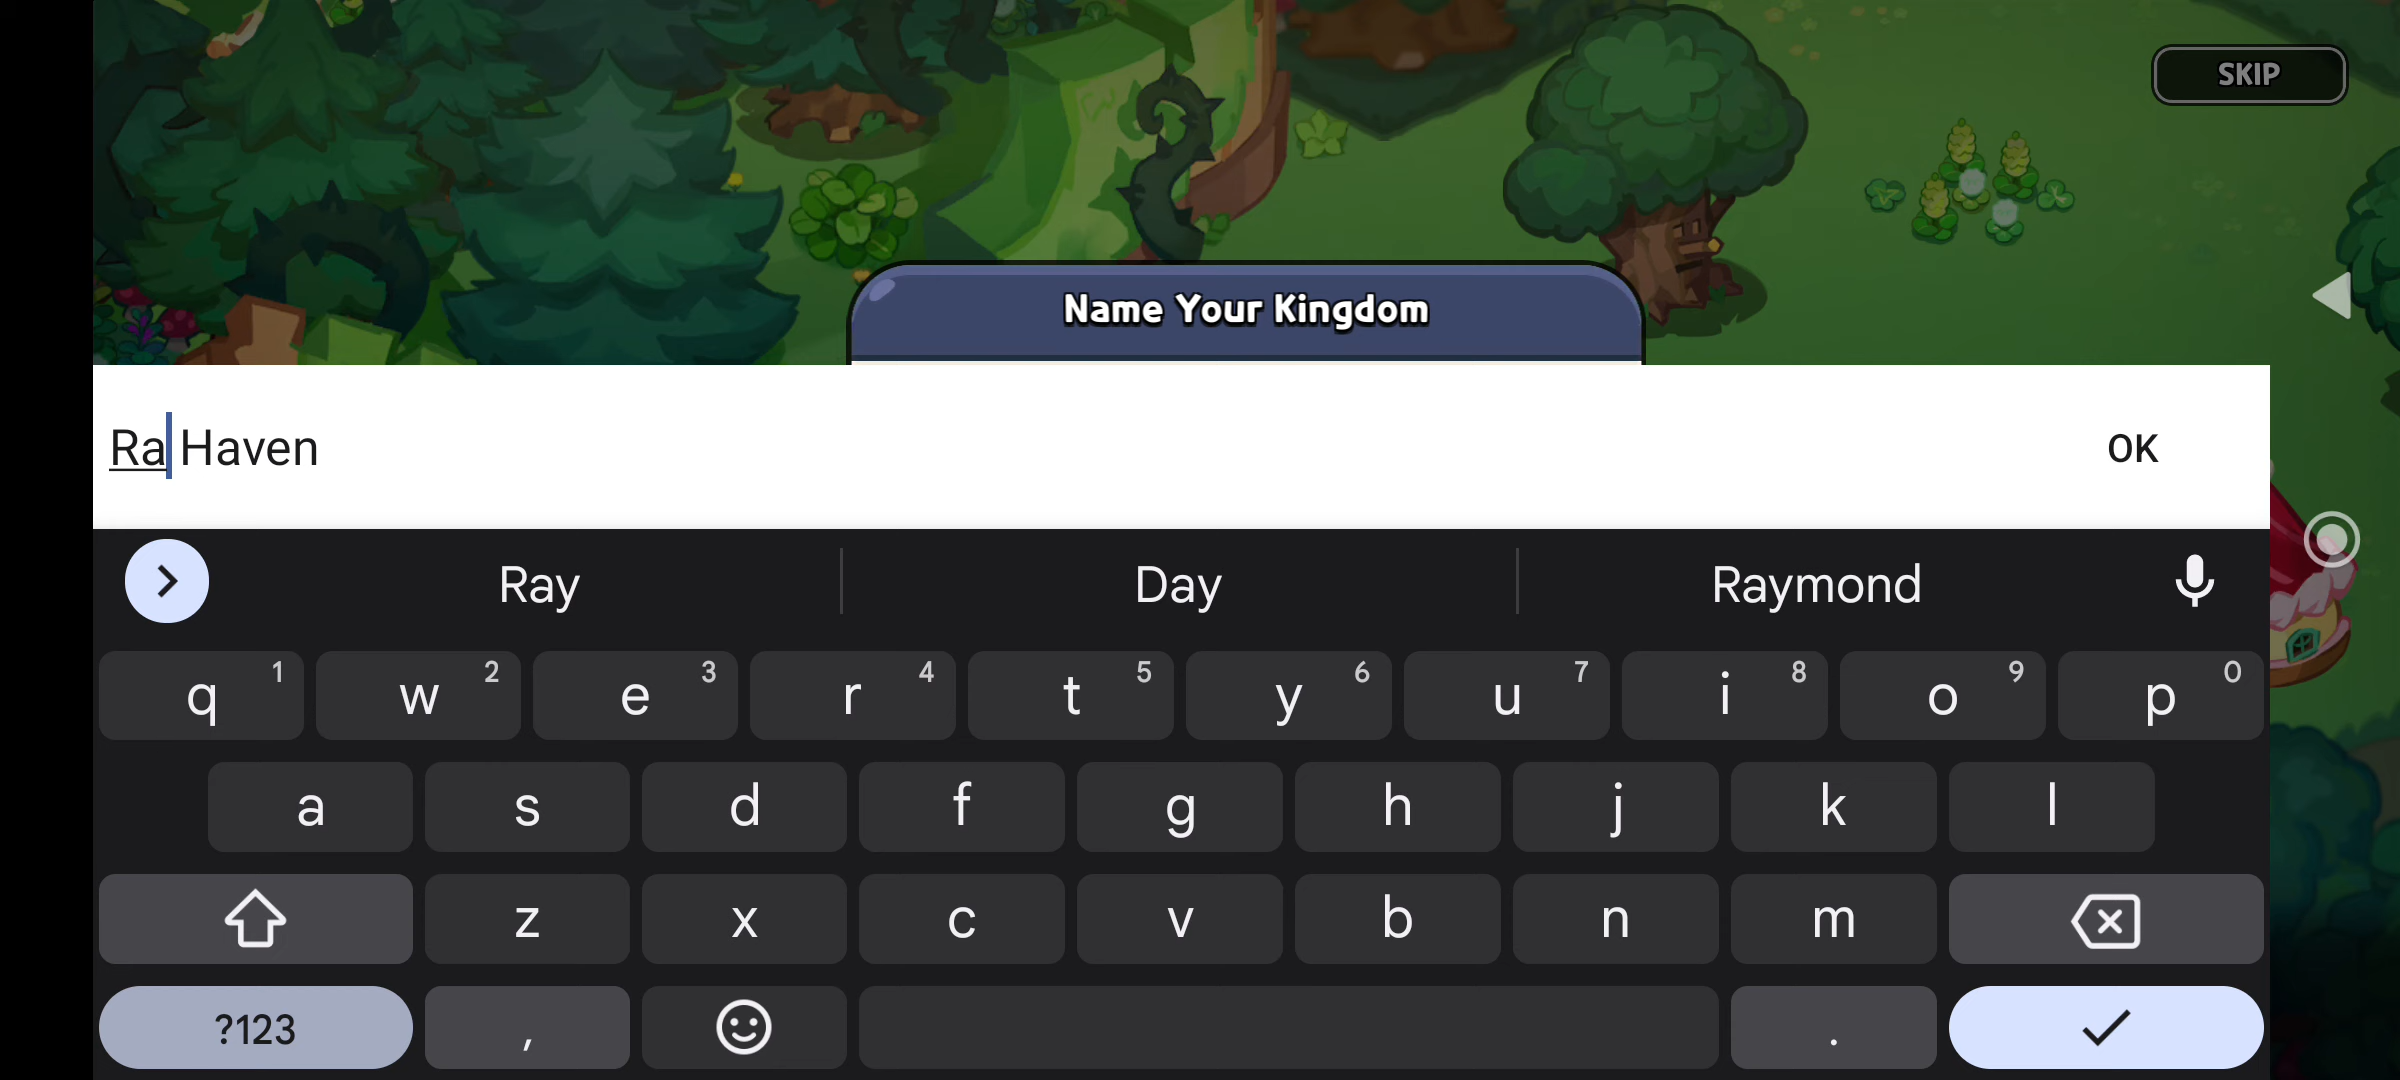 SKIP
Name Your Kingdom
Ra Haven
OK
Ray Day Raymond
q 1 w 2 e 3 r 4 t 5 y 6 u 7 i 8 o 9 p 0
a s d f g h j k l
z x c v b n m
?123 , .